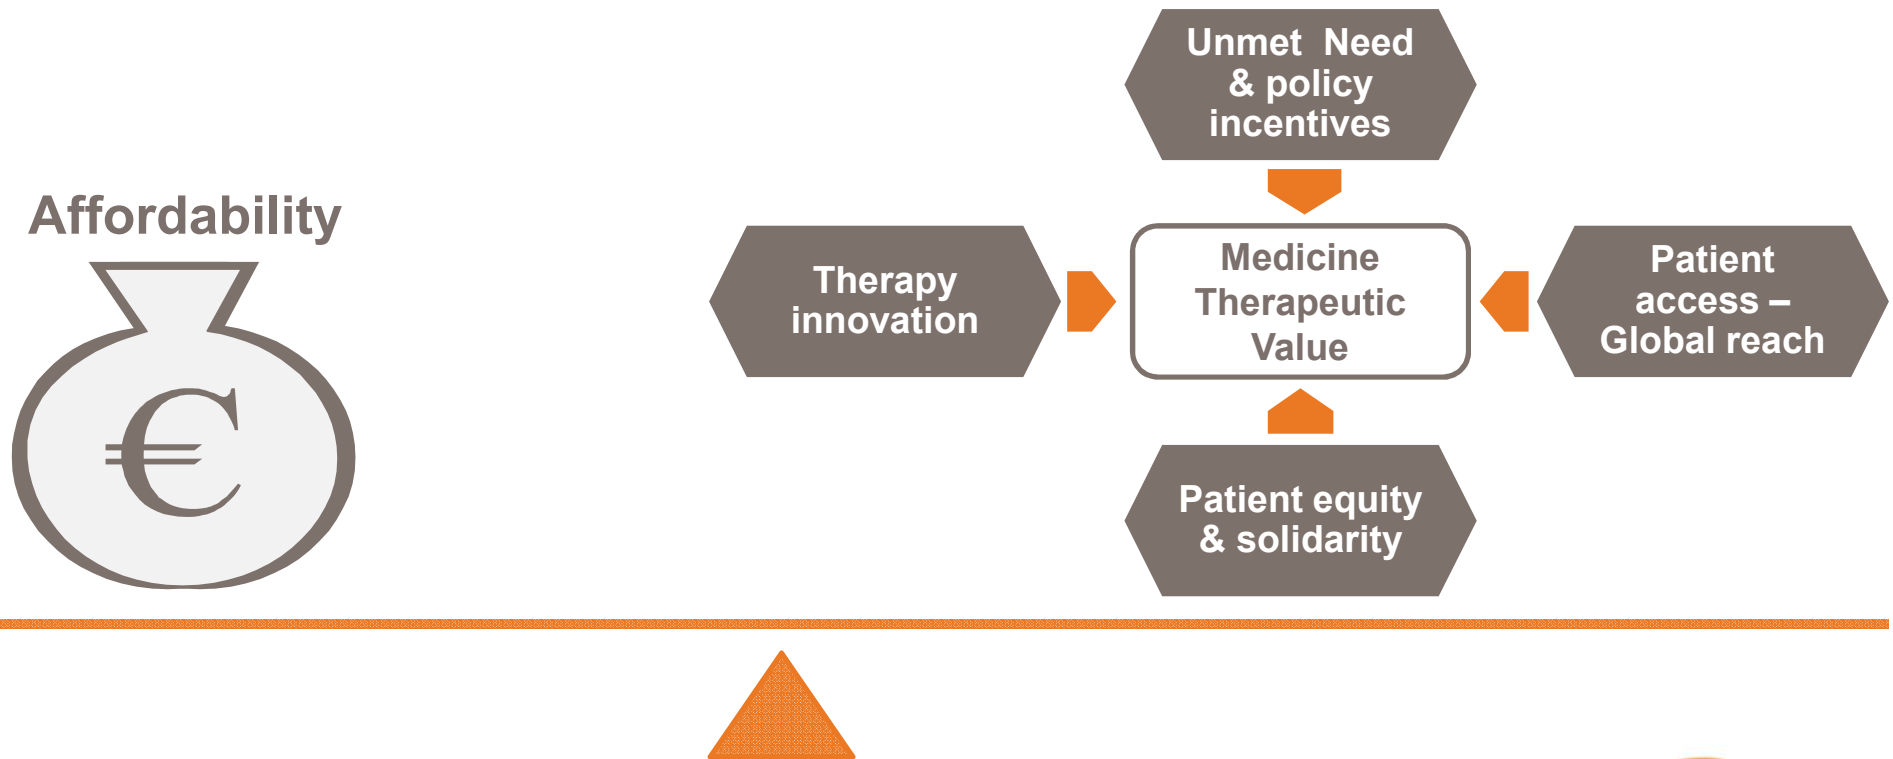 Affordability
€
Unmet  Need
& policy
incentives
Therapy
innovation
Medicine
Therapeutic
Value
Patient
access –
Global reach
Patient equity
& solidarity